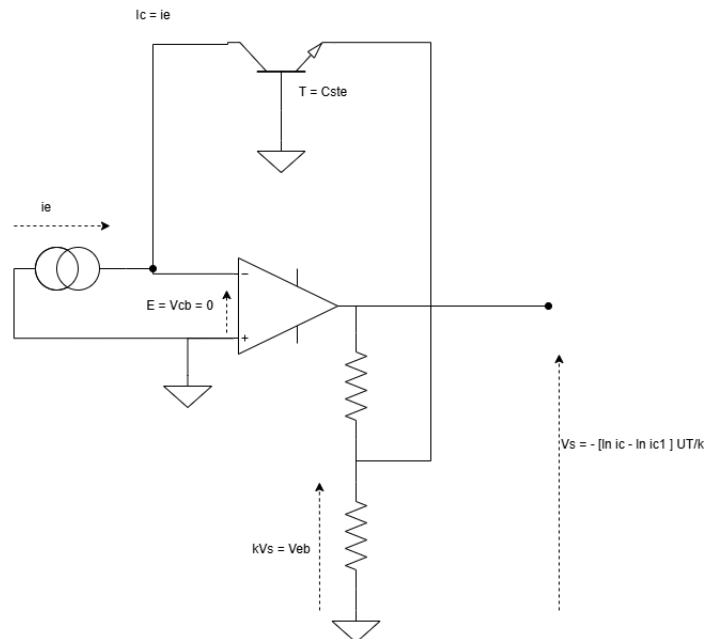 Ic = ie
T = Cste
ie
E = Vcb = 0
−
+
Vs = - [ln ic - ln ic1 ] UT/k
kVs = Veb